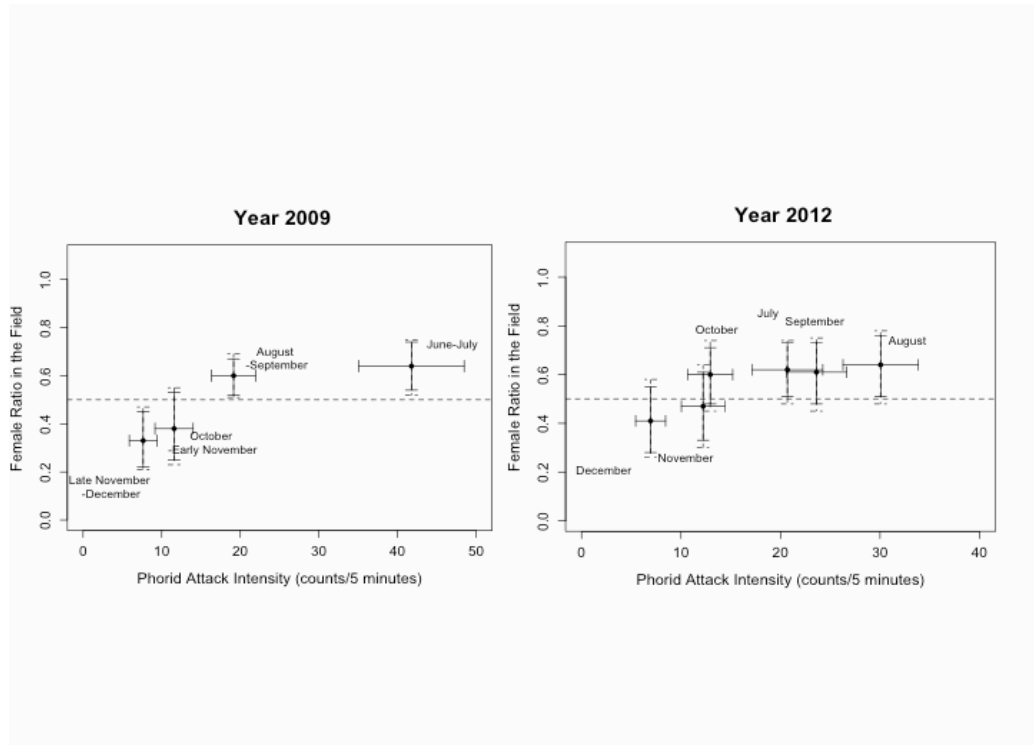 Year 2009
Female Ratio in the Field
1.0
0.8
0.6
0.4
0.2
0.0
June-July
August
-September
October
-Early November
Late November
-December
0 10 20 30 40 50
Phorid Attack Intensity (counts/5 minutes)
Year 2012
Female Ratio in the Field
1.0
0.8
0.6
0.4
0.2
0.0
July
September
October
August
November
December
0 10 20 30 40
Phorid Attack Intensity (counts/5 minutes)